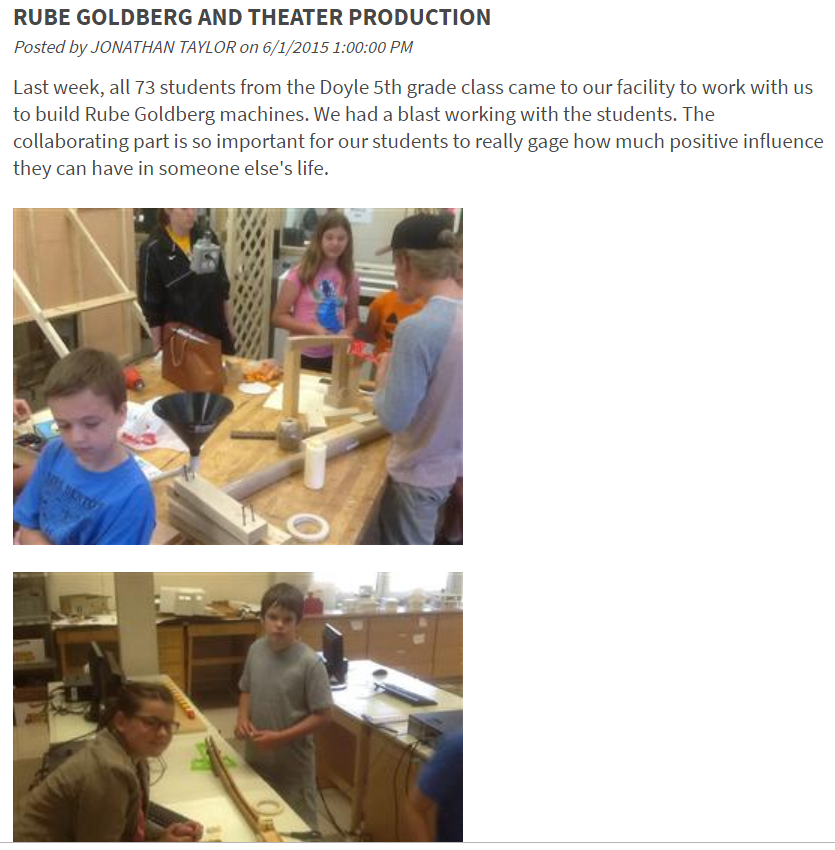 RUBE GOLDBERG AND THEATER PRODUCTION
Posted by JONATHAN TAYLOR on 6/1/2015 1:00:00 PM
Last week, all 73 students from the Doyle 5th grade class came to our facility to work with us
to build Rube Goldberg machines. We had a blast working with the students. The
collaborating part is so important for our students to really gage how much positive influence
they can have in someone else's life.